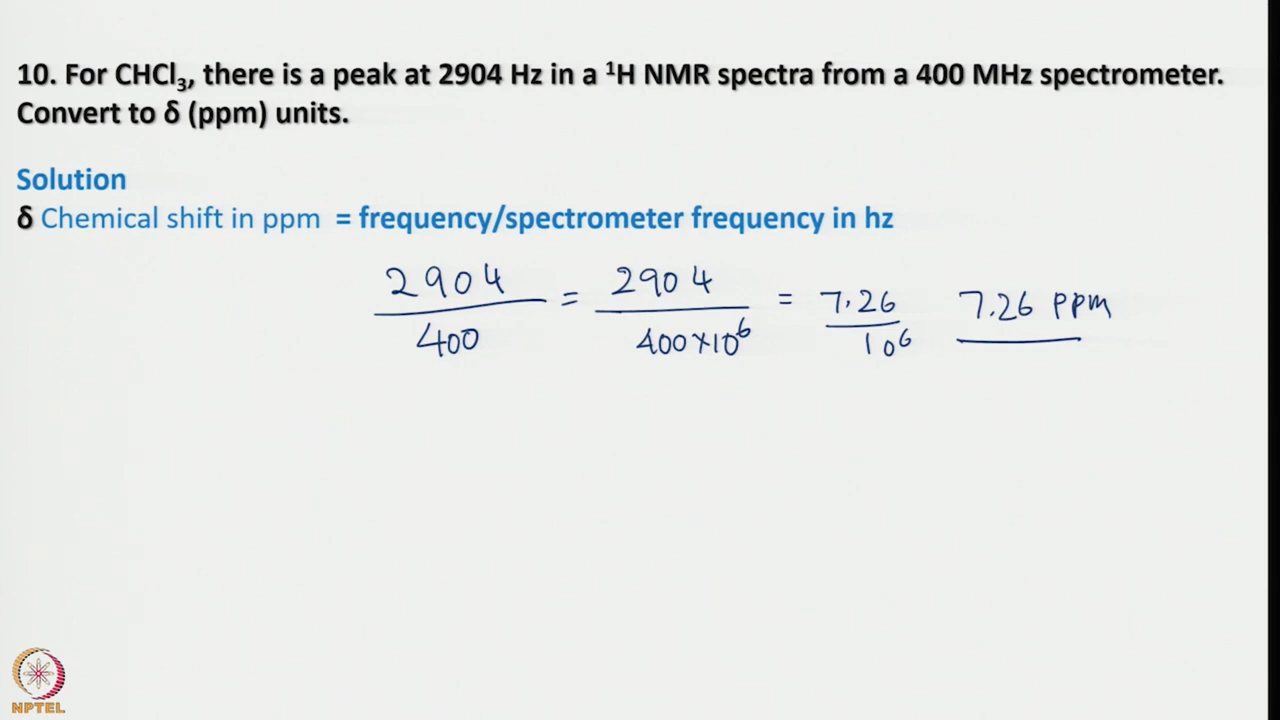 10. For CHCl₃, there is a peak at 2904 Hz in a ¹H NMR spectra from a 400 MHz spectrometer.
Convert to δ (ppm) units.
Solution
δ Chemical shift in ppm = frequency/spectrometer frequency in hz
2904/400 = 2904/400×10⁶ = 7.26/10⁶ 7.26 ppm
NPTEL